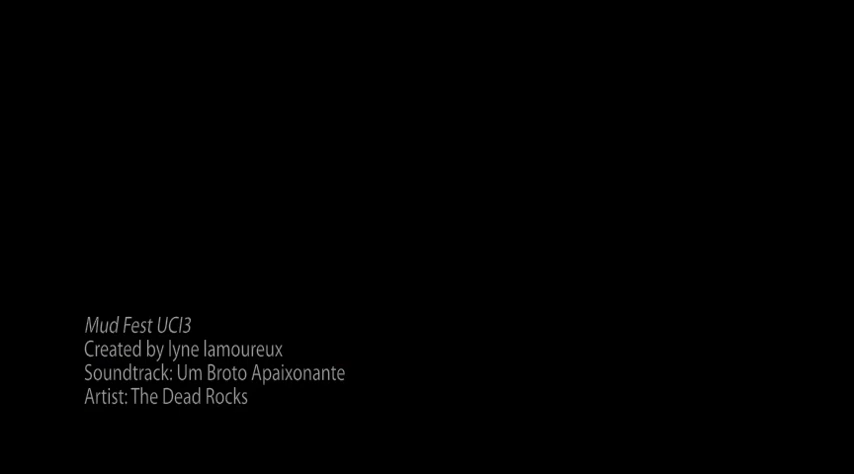 Mud Fest UCI3
Created by lyne lamoureux
Soundtrack: Um Broto Apaixonante
Artist: The Dead Rocks